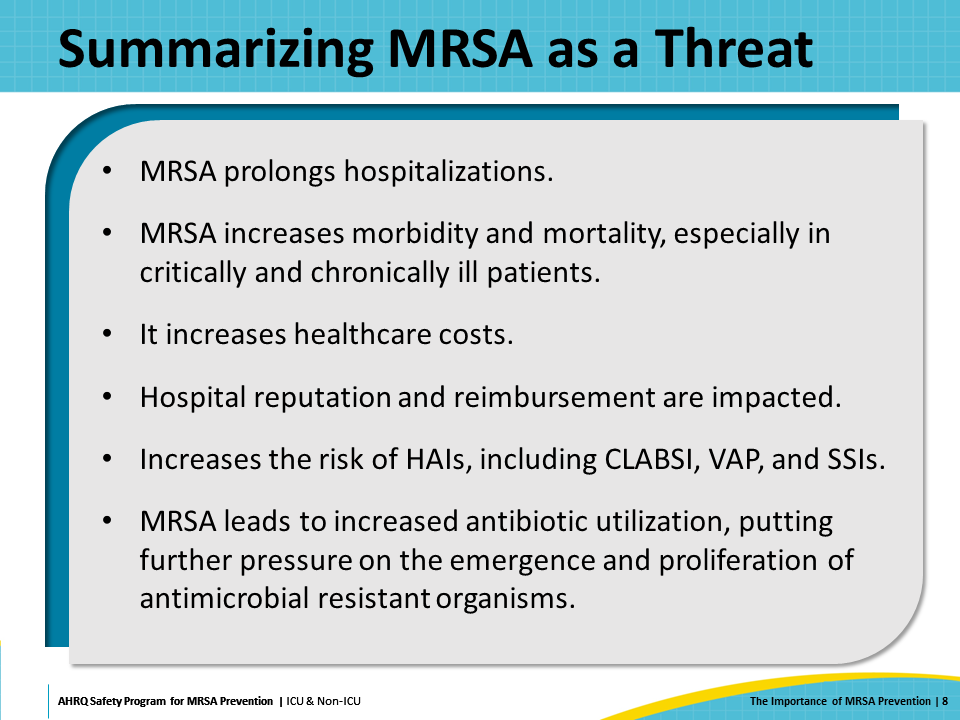 Summarizing MRSA as a Threat
• MRSA prolongs hospitalizations.
• MRSA increases morbidity and mortality, especially in
critically and chronically ill patients.
• It increases healthcare costs.
• Hospital reputation and reimbursement are impacted.
• Increases the risk of HAIs, including CLABSI, VAP, and SSIs.
• MRSA leads to increased antibiotic utilization, putting
further pressure on the emergence and proliferation of
antimicrobial resistant organisms.
AHRQ Safety Program for MRSA Prevention | ICU & Non-ICU
The Importance of MRSA Prevention | 8